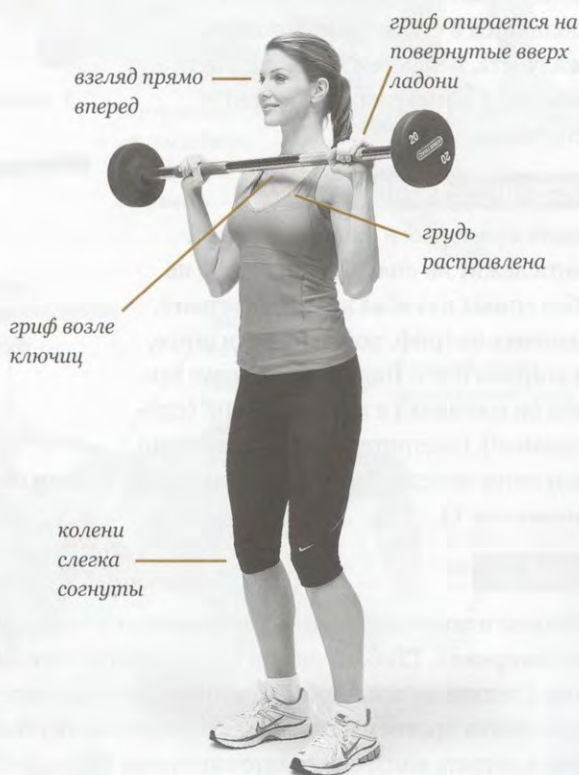 гриф опирается на
повернутые вверх
ладони
взгляд прямо
вперед
грудь
расправлена
гриф возле
ключиц
колени
слегка
согнуты
20
20